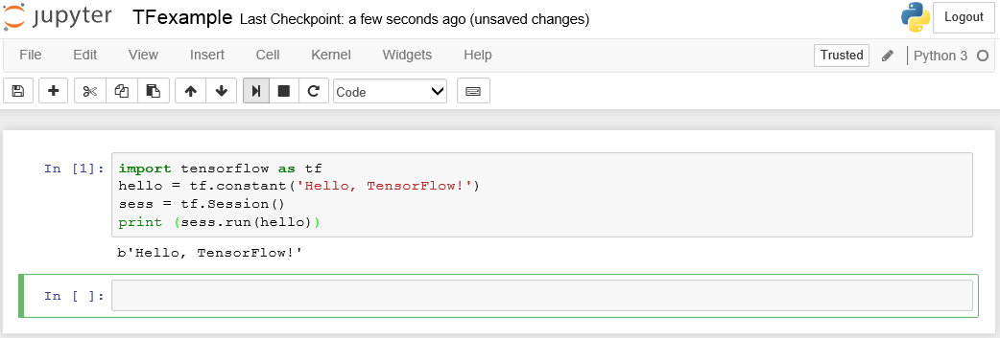 jupyter TFexample Last Checkpoint: a few seconds ago (unsaved changes) Logout
File Edit View Insert Cell Kernel Widgets Help Trusted Python 3
Code
In [1]: import tensorflow as tf
hello = tf.constant('Hello, TensorFlow!')
sess = tf.Session()
print (sess.run(hello))
b'Hello, TensorFlow!'
In [ ]: